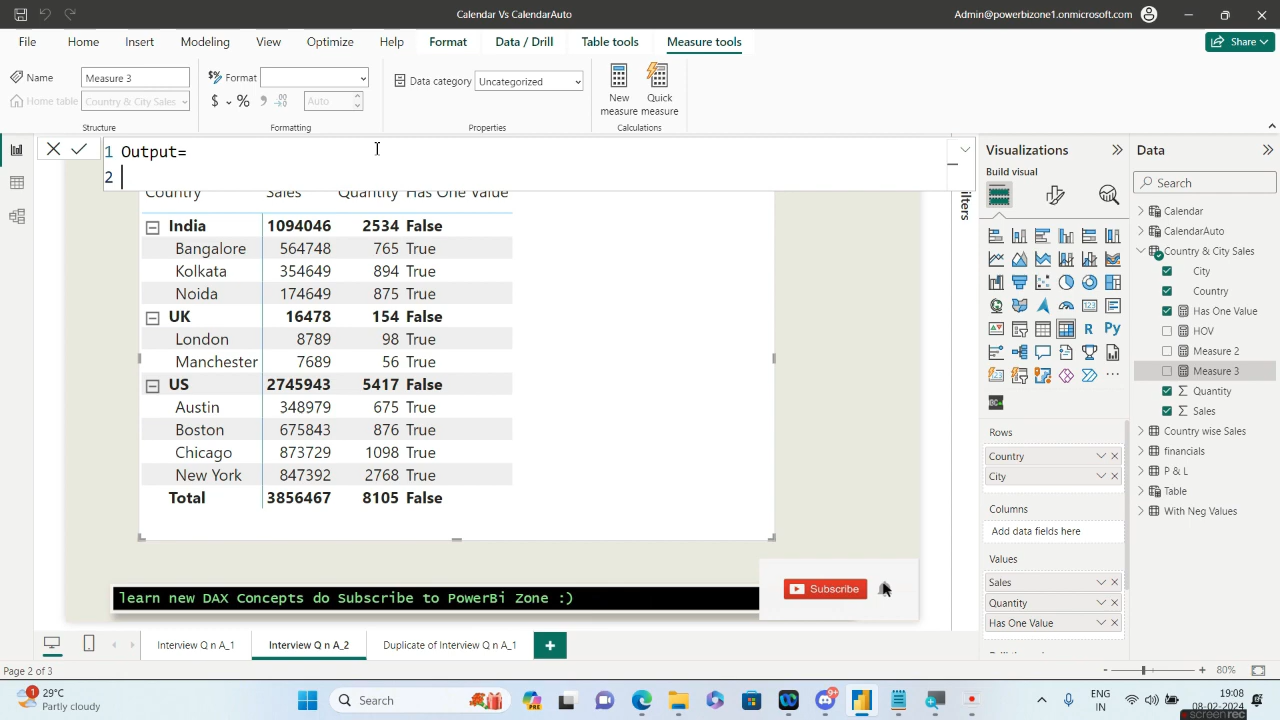 Calendar Vs CalendarAuto
Admin@powerbizone1.onmicrosoft.com
File Home Insert Modeling View Optimize Help Format Data / Drill Table tools Measure tools Share
Name Measure 3
Home table Country & City Sales
Structure
Format
$ % Auto
Formatting
Data category Uncategorized
Properties
New measure
Quick measure
Calculations
1 Output=
2
Country Sales Quantity Has One Value
India 1094046 2534 False
Bangalore 564748 765 True
Kolkata 354649 894 True
Noida 174649 875 True
UK 16478 154 False
London 8789 98 True
Manchester 7689 56 True
US 2745943 5417 False
Austin 348979 675 True
Boston 675843 876 True
Chicago 873729 1098 True
New York 847392 2768 True
Total 3856467 8105 False
learn new DAX Concepts do Subscribe to PowerBi Zone :)
Subscribe
Visualizations
Build visual
Rows
Country
City
Columns
Add data fields here
Values
Sales
Quantity
Has One Value
Data
Search
Calendar
CalendarAuto
Country & City Sales
City
Country
Has One Value
HOV
Measure 2
Measure 3
Quantity
Sales
Country wise Sales
financials
P & L
Table
With Neg Values
Interview Q n A_1 Interview Q n A_2 Duplicate of Interview Q n A_1
Page 2 of 3
80%
29°C
Partly cloudy
Search
ENG
IN
19:08
08-02-2024
screenrec